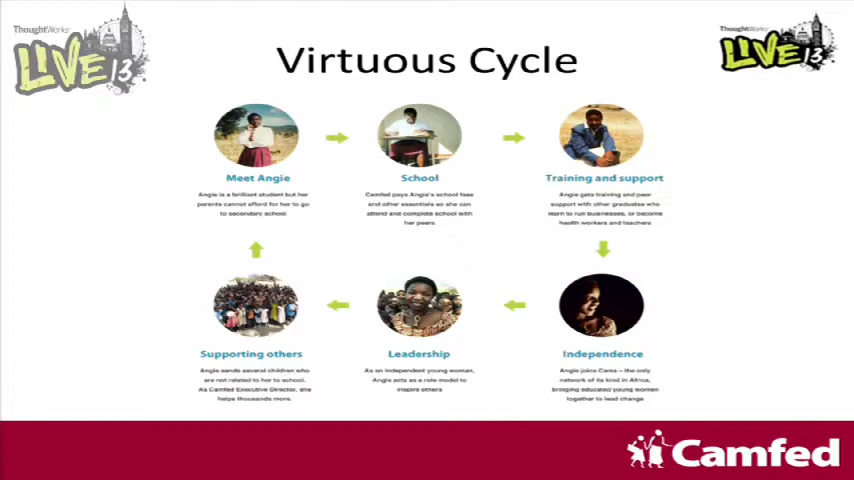 ThoughtWorks
LIVE 13
ThoughtWorks
LIVE 13
Virtuous Cycle
Meet Angie
Angie is a brilliant student but her
parents cannot afford for her to go
to secondary school
School
Camfed pays Angie's school fees
and other essentials so she can
attend and complete school with
her peers
Training and support
Angie gets training and peer
support with other graduates who
learn to run businesses, or become
health workers and teachers
Supporting others
Angie sends several children who
are not related to her to school.
As Camfed Executive Director, she
helps thousands more.
Leadership
As an independent young woman,
Angie acts as a role model to
inspire others
Independence
Angie joins Cama – the only
network of its kind in Africa,
bringing educated young women
together to lead change
Camfed